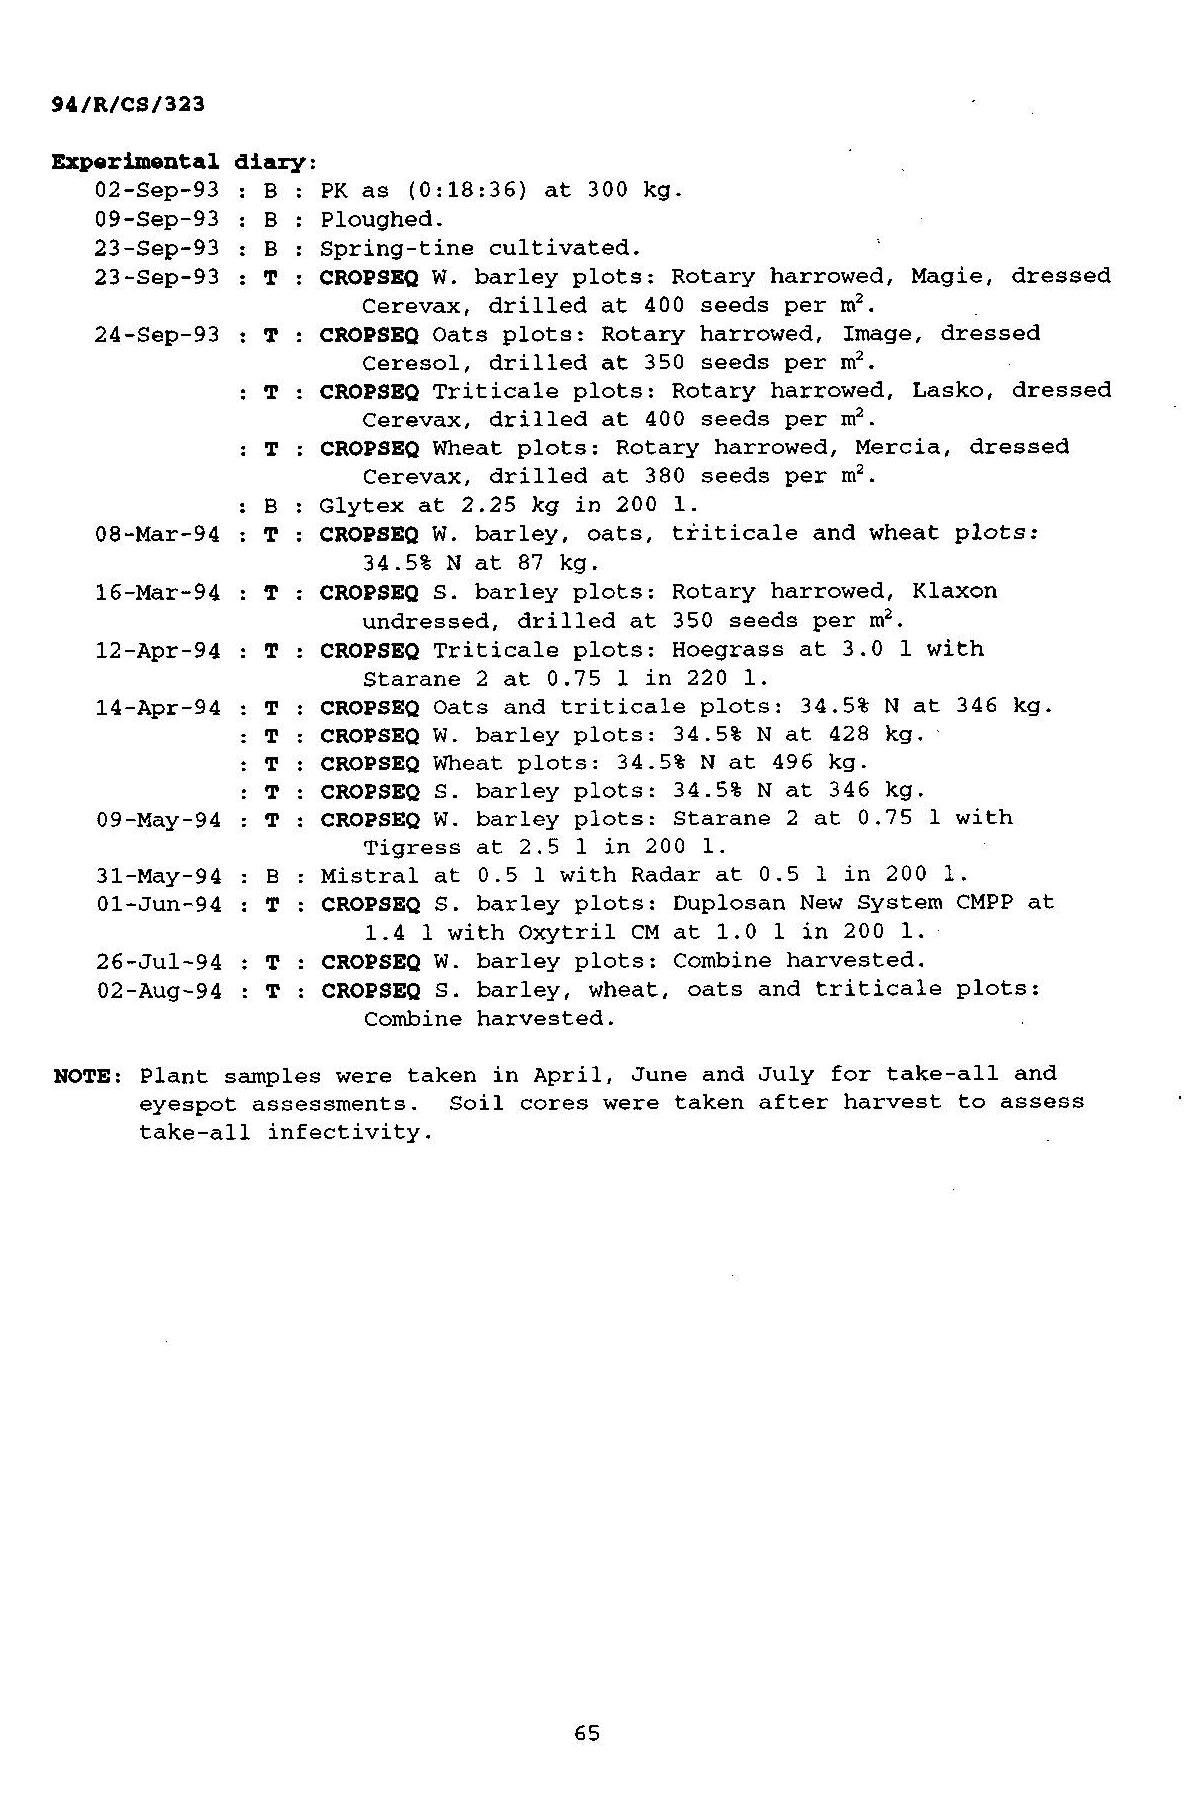 94/R/CS/323
Experimental diary:
02-Sep-93 : B : PK as (0:18:36) at 300 kg.
09-Sep-93 : B : Ploughed.
23-Sep-93 : B : Spring-tine cultivated.
23-Sep-93 : T : CROPSEQ W. barley plots: Rotary harrowed, Magie, dressed
Cerevax, drilled at 400 seeds per m².
24-Sep-93 : T : CROPSEQ Oats plots: Rotary harrowed, Image, dressed
Ceresol, drilled at 350 seeds per m².
: T : CROPSEQ Triticale plots: Rotary harrowed, Lasko, dressed
Cerevax, drilled at 400 seeds per m².
: T : CROPSEQ Wheat plots: Rotary harrowed, Mercia, dressed
Cerevax, drilled at 380 seeds per m².
: B : Glytex at 2.25 kg in 200 l.
08-Mar-94 : T : CROPSEQ W. barley, oats, triticale and wheat plots:
34.5% N at 87 kg.
16-Mar-94 : T : CROPSEQ S. barley plots: Rotary harrowed, Klaxon
undressed, drilled at 350 seeds per m².
12-Apr-94 : T : CROPSEQ Triticale plots: Hoegrass at 3.0 l with
Starane 2 at 0.75 l in 220 l.
14-Apr-94 : T : CROPSEQ Oats and triticale plots: 34.5% N at 346 kg.
: T : CROPSEQ W. barley plots: 34.5% N at 428 kg.
: T : CROPSEQ Wheat plots: 34.5% N at 496 kg.
: T : CROPSEQ S. barley plots: 34.5% N at 346 kg.
09-May-94 : T : CROPSEQ W. barley plots: Starane 2 at 0.75 l with
Tigress at 2.5 l in 200 l.
31-May-94 : B : Mistral at 0.5 l with Radar at 0.5 l in 200 l.
01-Jun-94 : T : CROPSEQ S. barley plots: Duplosan New System CMPP at
1.4 l with Oxytril CM at 1.0 l in 200 l.
26-Jul-94 : T : CROPSEQ W. barley plots: Combine harvested.
02-Aug-94 : T : CROPSEQ S. barley, wheat, oats and triticale plots:
Combine harvested.
NOTE: Plant samples were taken in April, June and July for take-all and
eyespot assessments. Soil cores were taken after harvest to assess
take-all infectivity.
65